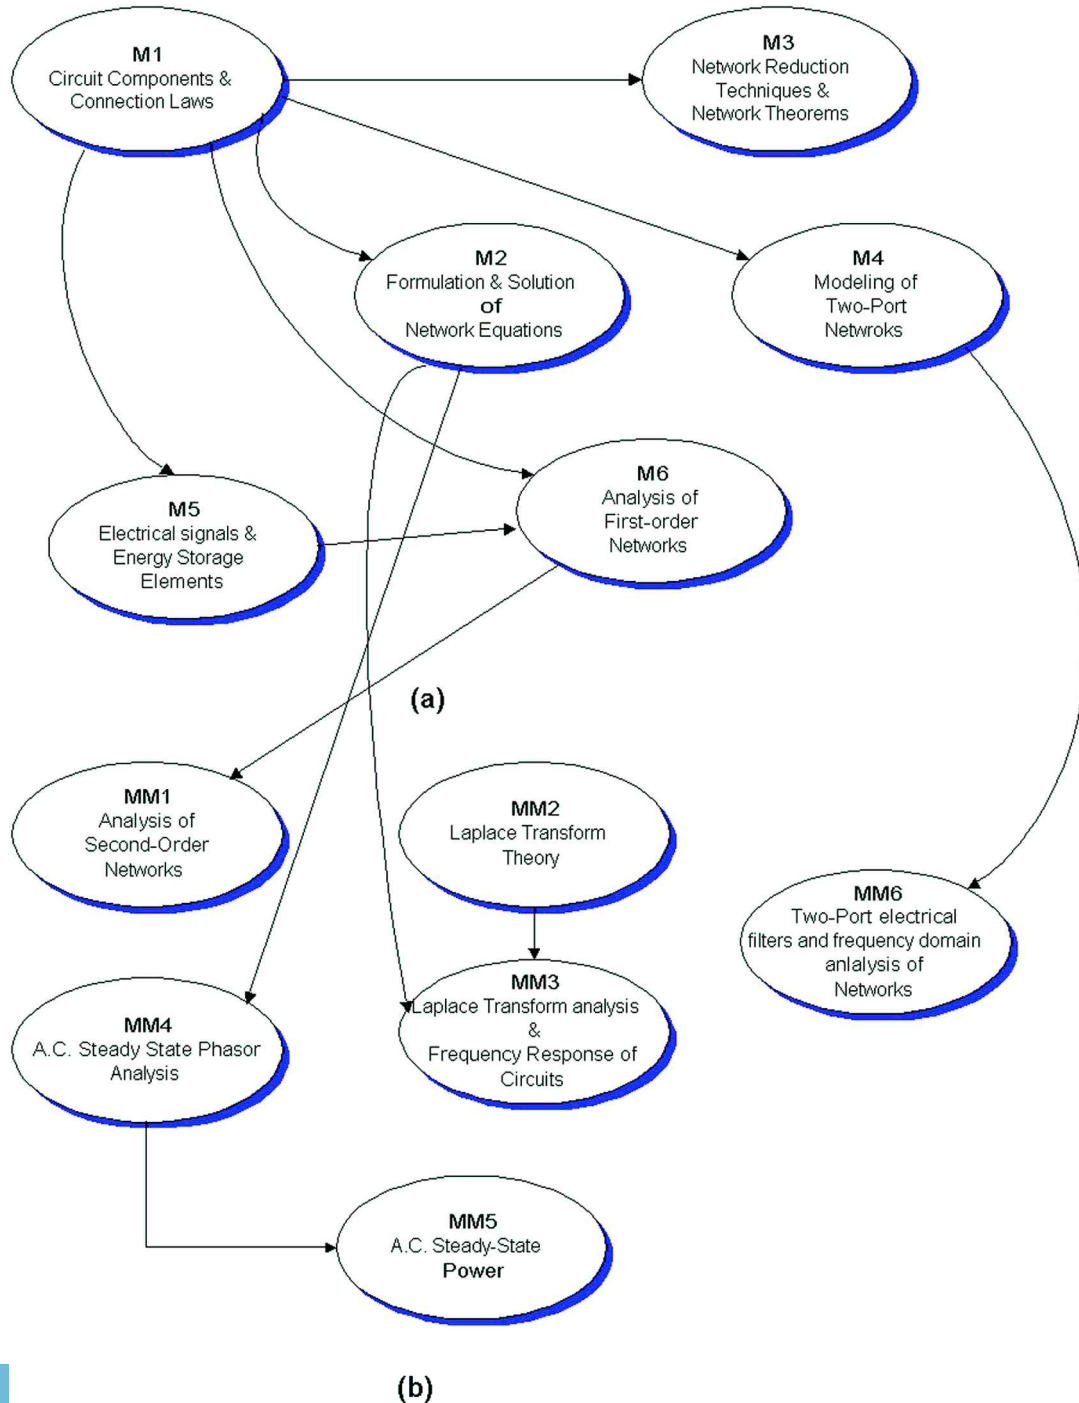 M1
Circuit Components &
Connection Laws
M3
Network Reduction
Techniques &
Network Theorems
M2
Formulation & Solution
of
Network Equations
M4
Modeling of
Two-Port
Netwroks
M5
Electrical signals &
Energy Storage
Elements
M6
Analysis of
First-order
Networks
(a)
MM1
Analysis of
Second-Order
Networks
MM2
Laplace Transform
Theory
MM6
Two-Port electrical
filters and frequency domain
anlalysis of
Networks
MM4
A.C. Steady State Phasor
Analysis
MM3
Laplace Transform analysis
&
Frequency Response of
Circuits
MM5
A.C. Steady-State
Power
(b)